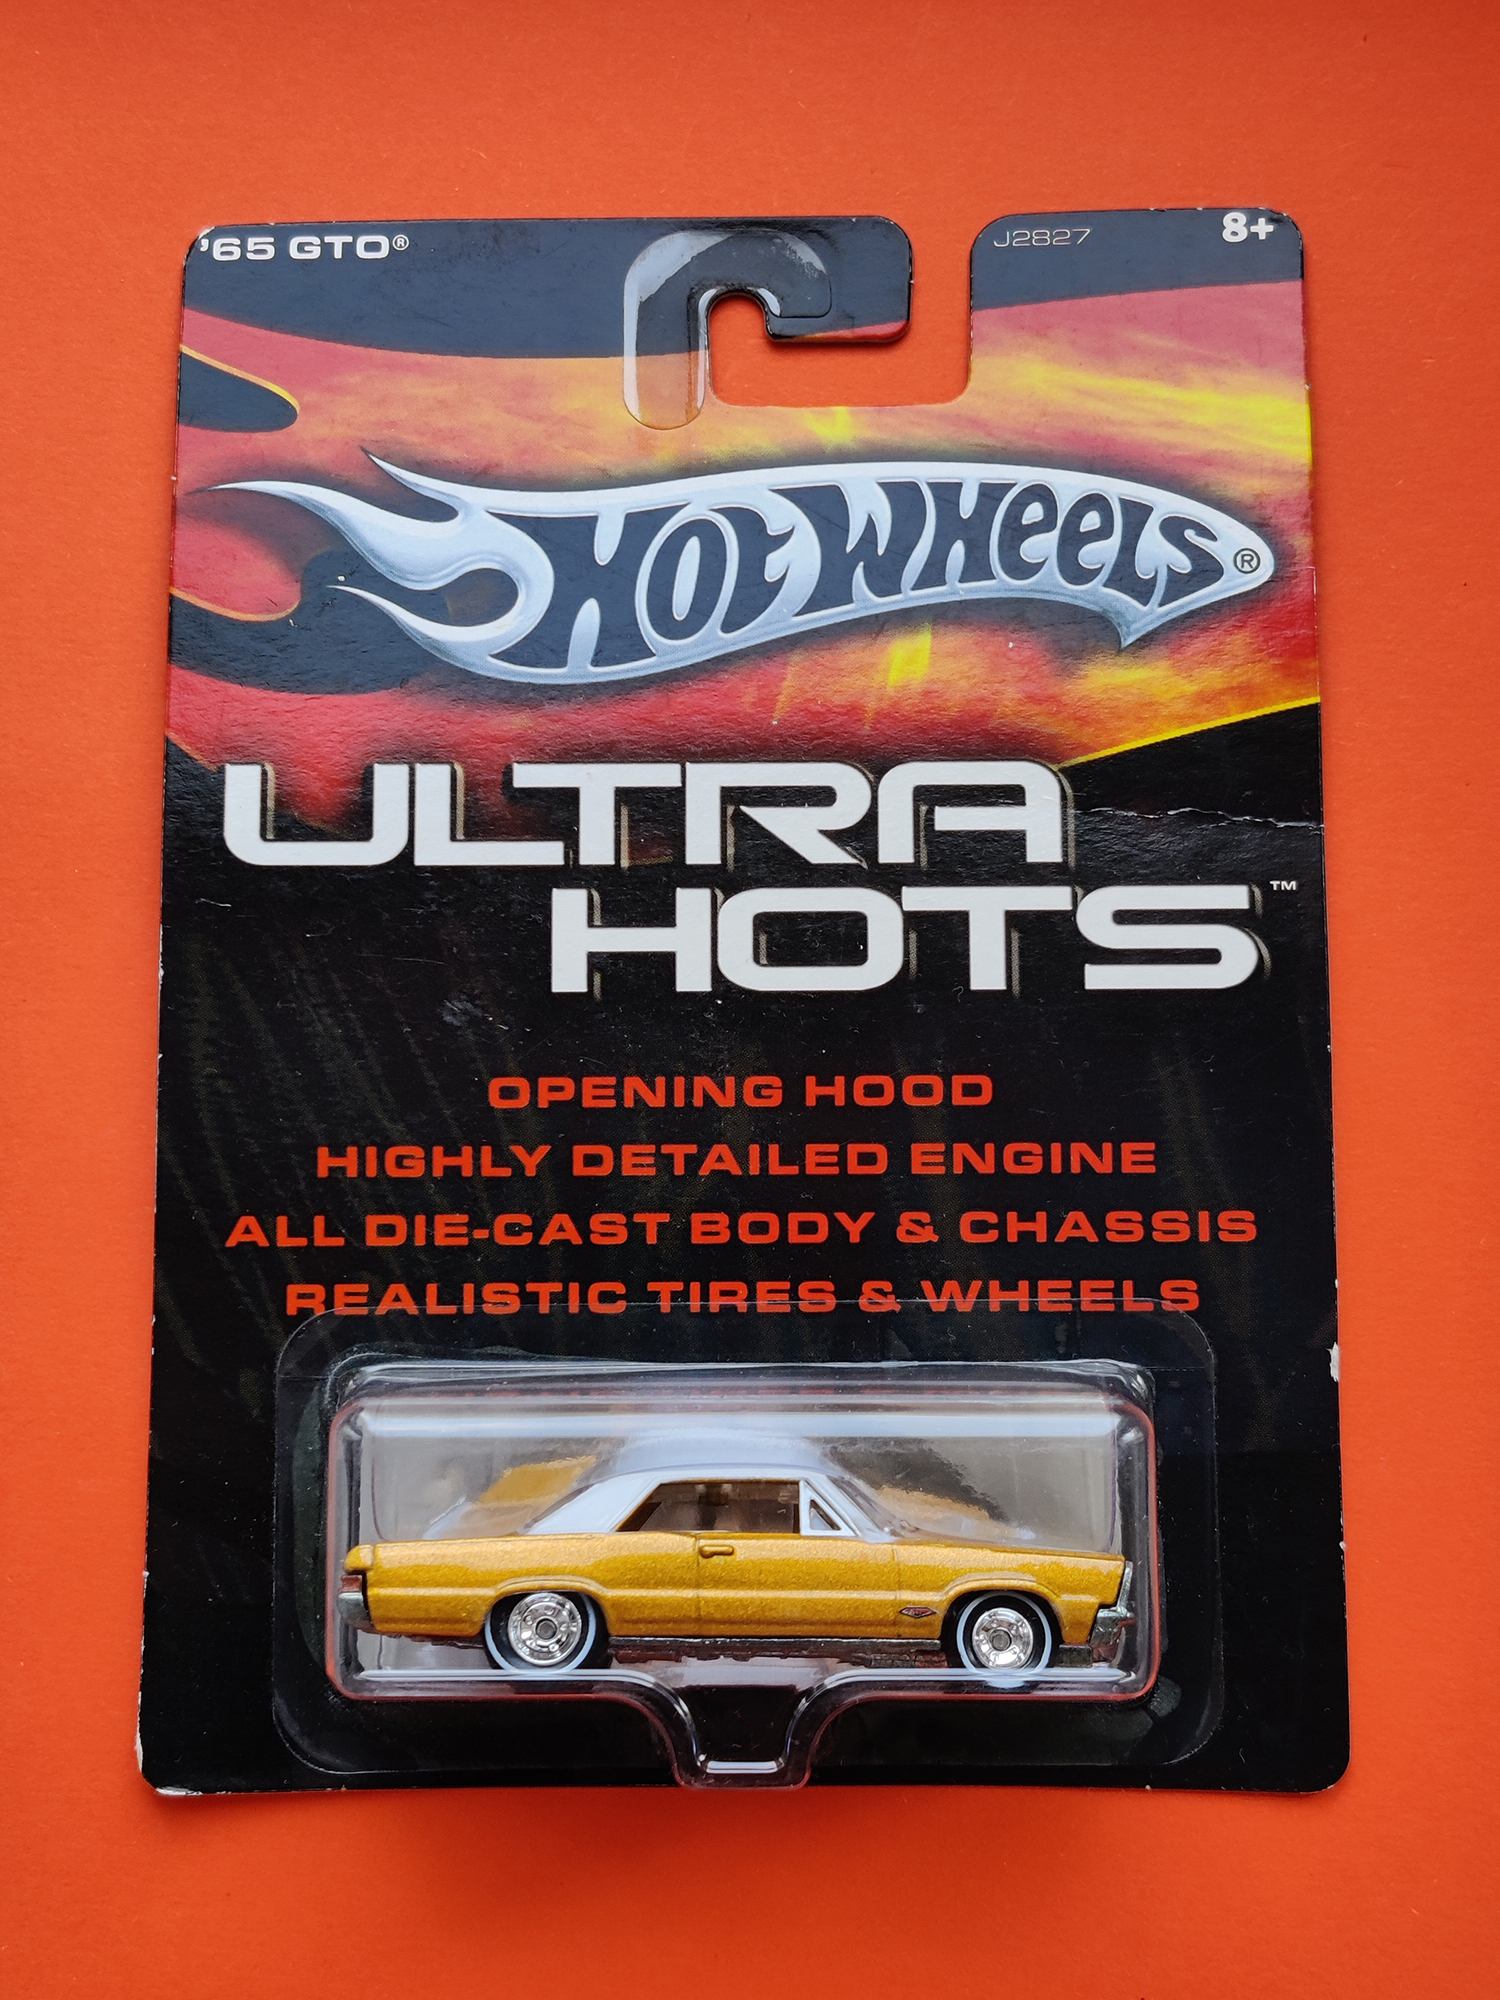 '65 GTO®
J2827
8+
HOT WHEELS®
ULTRA
HOTS™
OPENING HOOD
HIGHLY DETAILED ENGINE
ALL DIE-CAST BODY & CHASSIS
REALISTIC TIRES & WHEELS